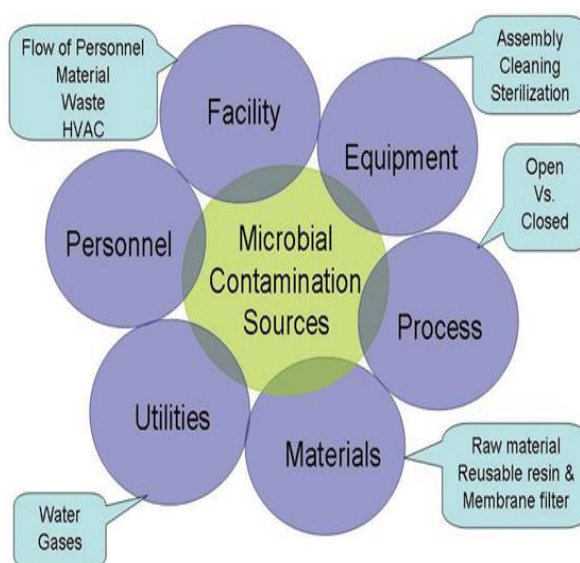 Flow of Personnel
Material
Waste
HVAC
Facility
Assembly
Cleaning
Sterilization
Equipment
Open
Vs.
Closed
Personnel
Microbial
Contamination
Sources
Process
Utilities
Materials
Raw material
Reusable resin &
Membrane filter
Water
Gases